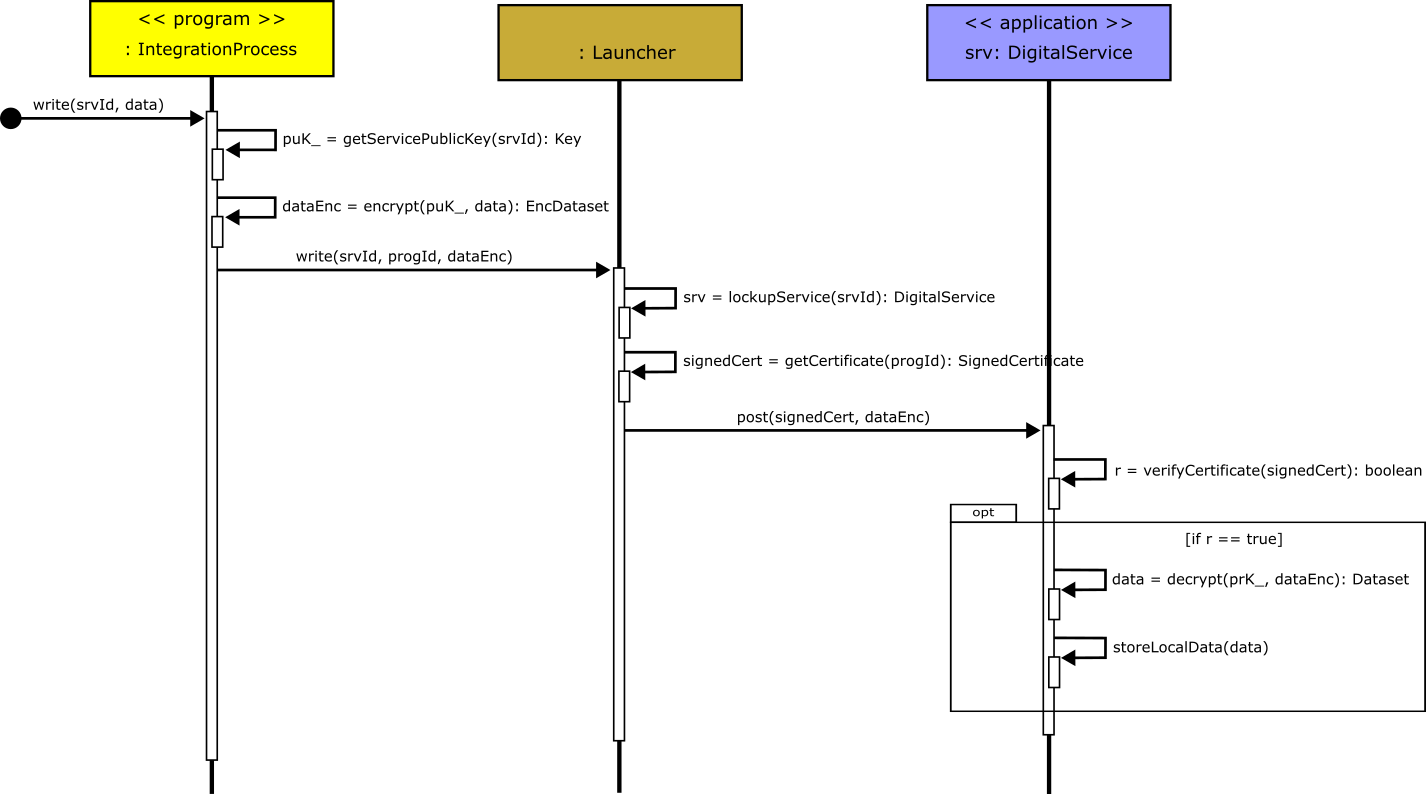 << program >>
: IntegrationProcess
: Launcher
<< application >>
srv: DigitalService
write(srvId, data)
puK_ = getServicePublicKey(srvId): Key
dataEnc = encrypt(puK_, data): EncDataset
write(srvId, progId, dataEnc)
srv = lockupService(srvId): DigitalService
signedCert = getCertificate(progId): SignedCertificate
post(signedCert, dataEnc)
r = verifyCertificate(signedCert): boolean
opt
[if r == true]
data = decrypt(prK_, dataEnc): Dataset
storeLocalData(data)